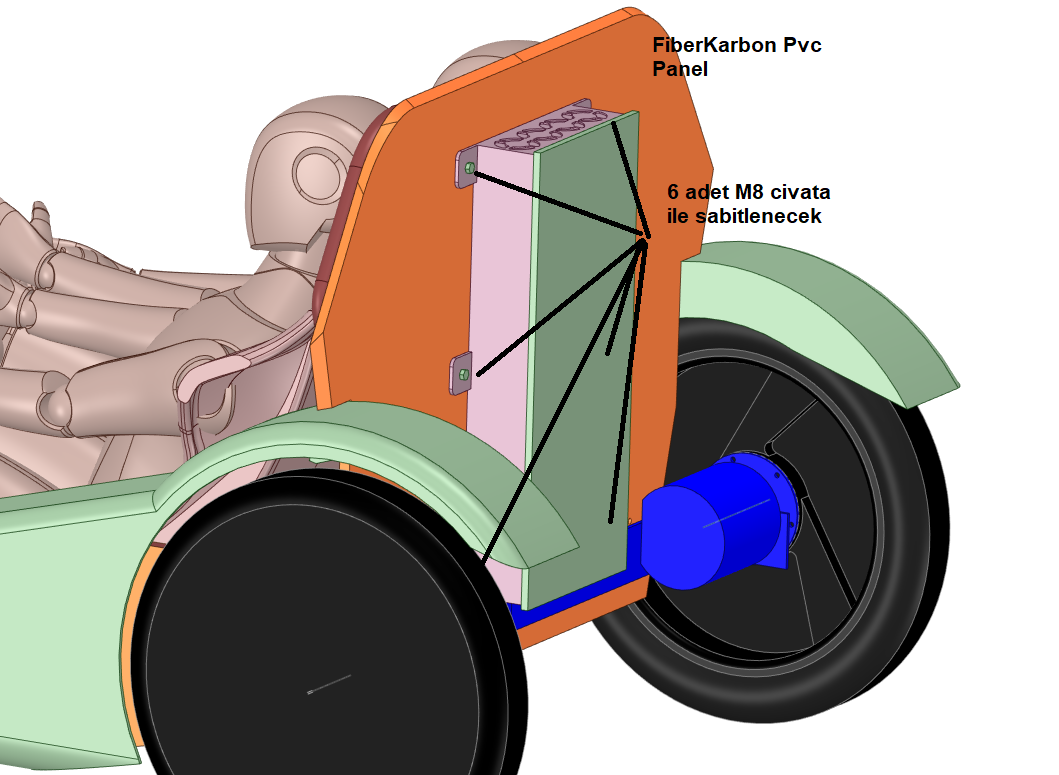 FiberKarbon Pvc
Panel
6 adet M8 civata
ile sabitlenecek